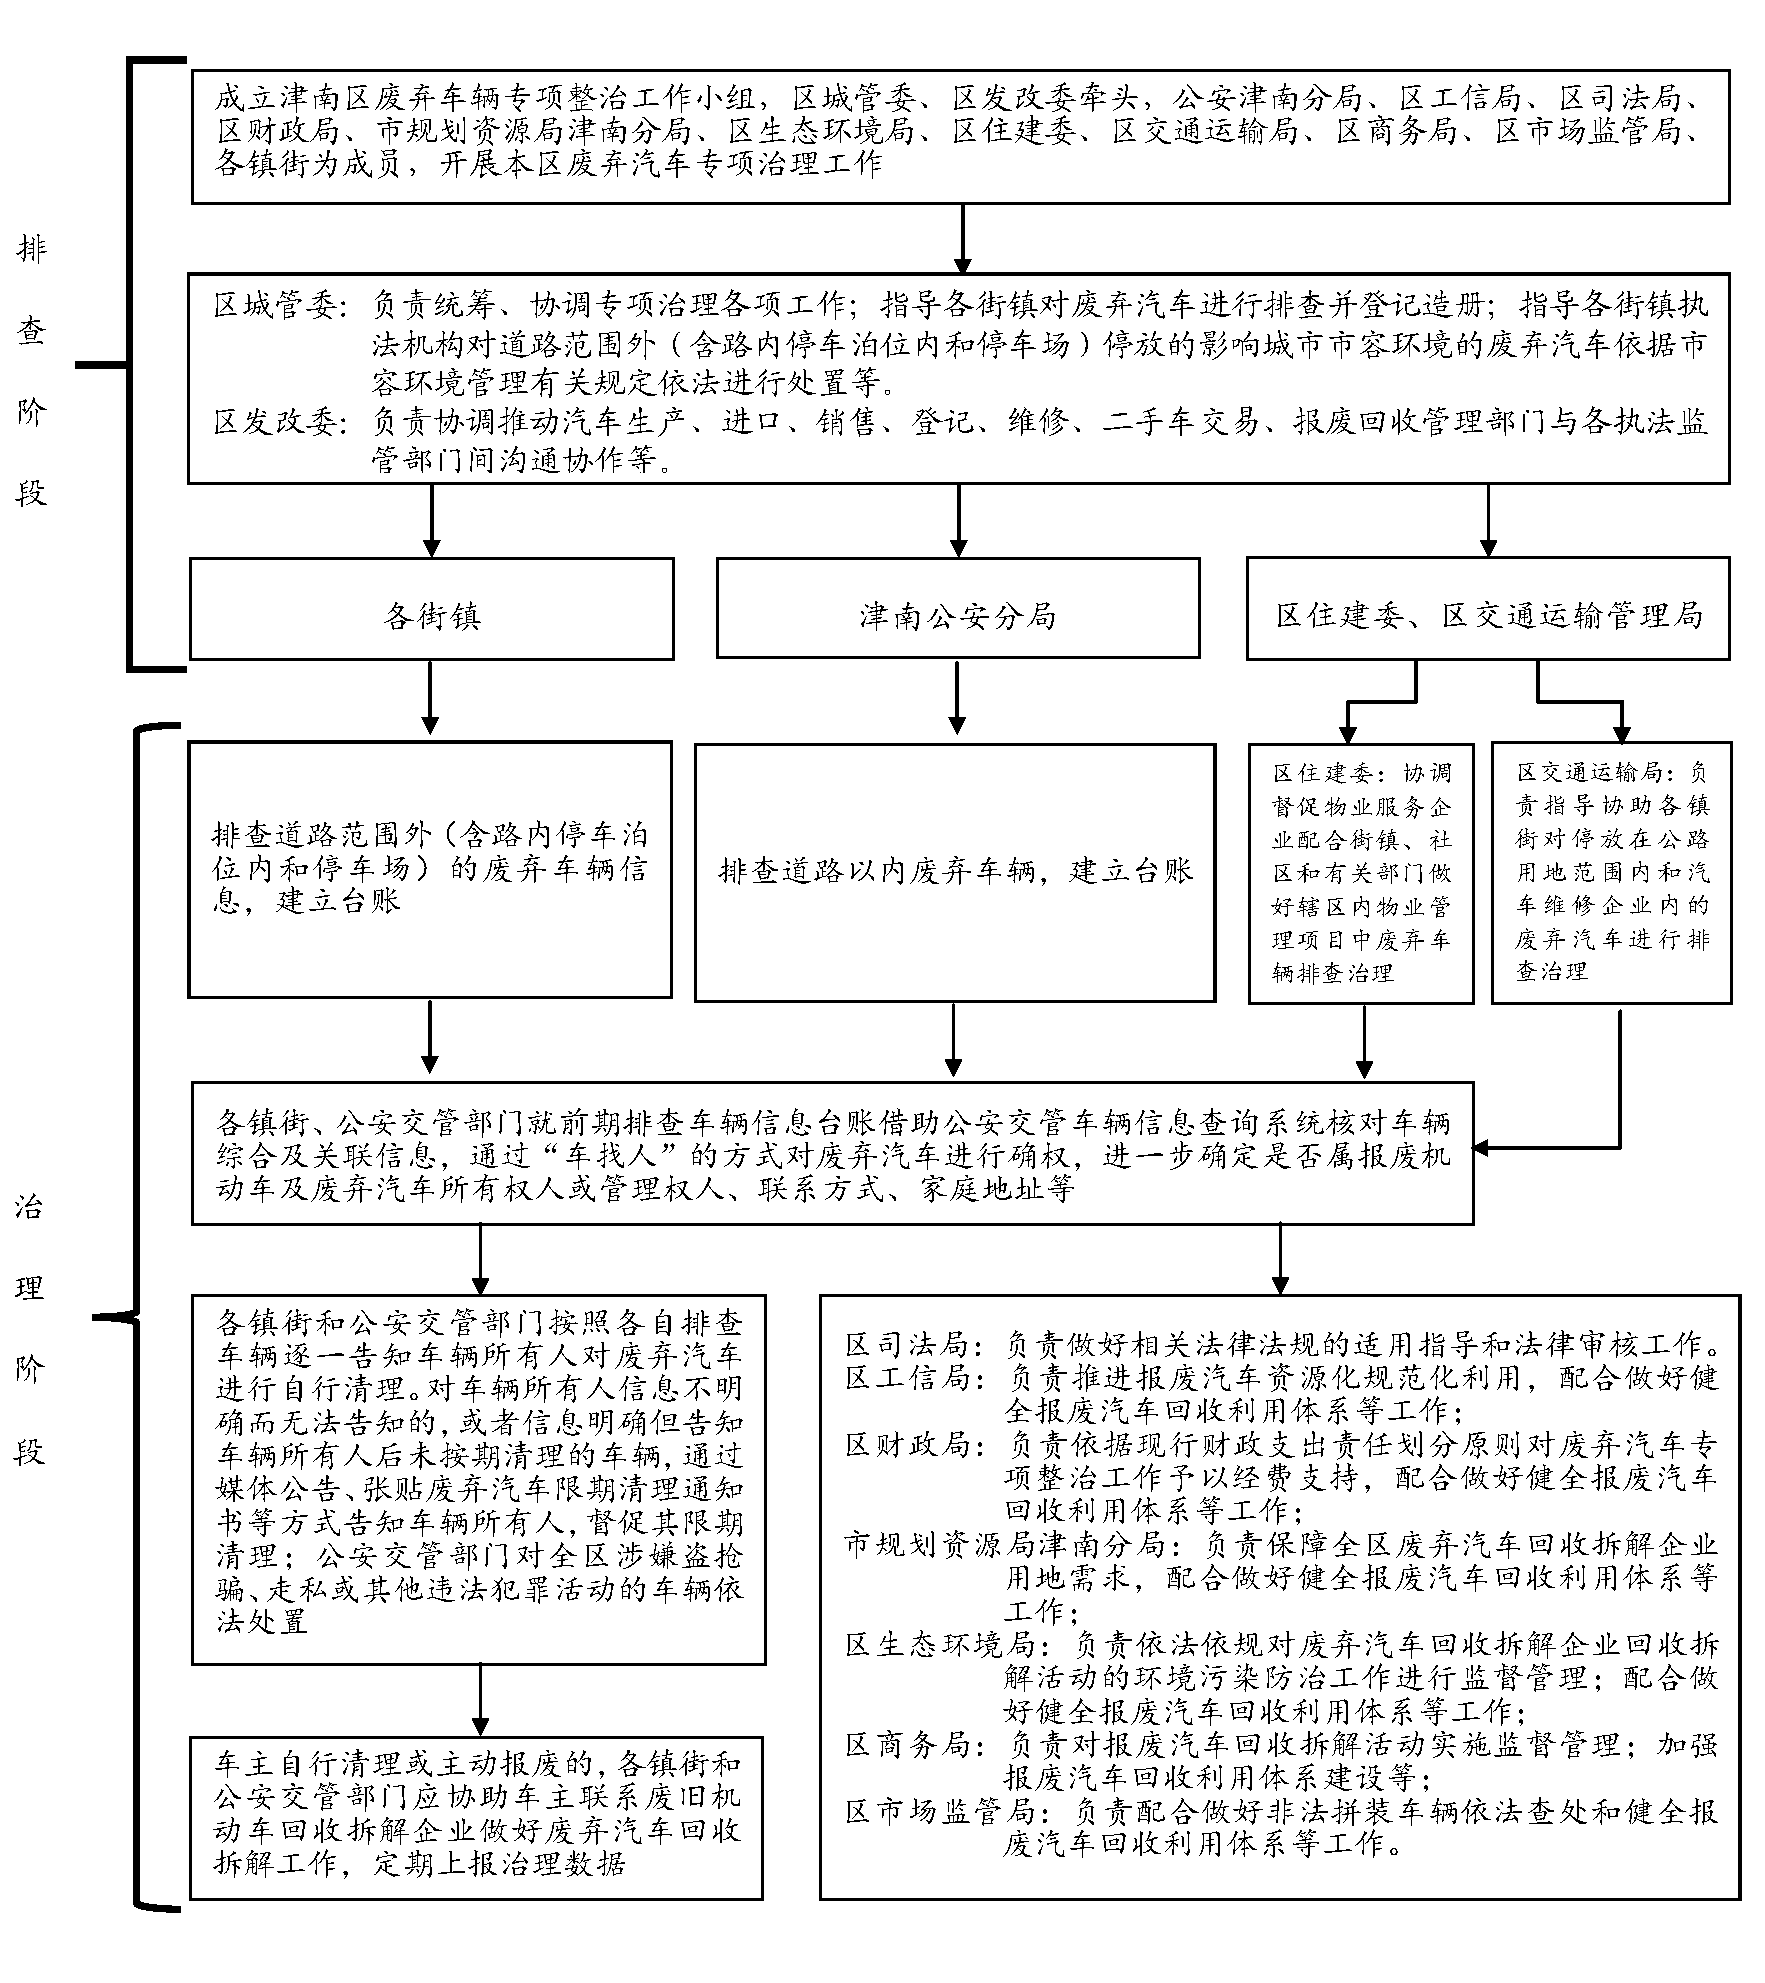 排查阶段
成立津南区废弃车辆专项整治工作小组，区城管委、区发改委牵头，公安津南分局、区工信局、区司法局、
区财政局、市规划资源局津南分局、区生态环境局、区住建委、区交通运输局、区商务局、区市场监管局、
各镇街为成员，开展本区废弃汽车专项治理工作
区城管委：负责统筹、协调专项治理各项工作；指导各街镇对废弃汽车进行排查并登记造册；指导各街镇执
法机构对道路范围外（含路内停车泊位内和停车场）停放的影响城市市容环境的废弃汽车依据市
容环境管理有关规定依法进行处置等。
区发改委：负责协调推动汽车生产、进口、销售、登记、维修、二手车交易、报废回收管理部门与各执法监
管部门间沟通协作等。
各街镇
津南公安分局
区住建委、区交通运输管理局
治理阶段
排查道路范围外（含路内停车泊
位内和停车场）的废弃车辆信
息，建立台账
排查道路以内废弃车辆，建立台账
区住建委：协调
督促物业服务企
业配合街镇、社
区和有关部门做
好辖区内物业管
理项目中废弃车
辆排查治理
区交通运输局：负
责指导协助各镇
街对停放在公路
用地范围内和汽
车维修企业内的
废弃汽车进行排
查治理
各镇街、公安交管部门就前期排查车辆信息台账借助公安交管车辆信息查询系统核对车辆
综合及关联信息，通过“车找人”的方式对废弃汽车进行确权，进一步确定是否属报废机
动车及废弃汽车所有权人或管理权人、联系方式、家庭地址等
各镇街和公安交管部门按照各自排查
车辆逐一告知车辆所有人对废弃汽车
进行自行清理。对车辆所有人信息不明
确而无法告知的，或者信息明确但告知
车辆所有人后未按期清理的车辆，通过
媒体公告、张贴废弃汽车限期清理通知
书等方式告知车辆所有人，督促其限期
清理；公安交管部门对全区涉嫌盗抢
骗、走私或其他违法犯罪活动的车辆依
法处置
车主自行清理或主动报废的，各镇街和
公安交管部门应协助车主联系废旧机
动车回收拆解企业做好废弃汽车回收
拆解工作，定期上报治理数据
区司法局：负责做好相关法律法规的适用指导和法律审核工作。
区工信局：负责推进报废汽车资源化规范化利用，配合做好健
全报废汽车回收利用体系等工作；
区财政局：负责依据现行财政支出责任划分原则对废弃汽车专
项整治工作予以经费支持，配合做好健全报废汽车
回收利用体系等工作；
市规划资源局津南分局：负责保障全区废弃汽车回收拆解企业
用地需求，配合做好健全报废汽车回收利用体系等
工作；
区生态环境局：负责依法依规对废弃汽车回收拆解企业回收拆
解活动的环境污染防治工作进行监督管理；配合做
好健全报废汽车回收利用体系等工作；
区商务局：负责对报废汽车回收拆解活动实施监督管理；加强
报废汽车回收利用体系建设等；
区市场监管局：负责配合做好非法拼装车辆依法查处和健全报
废汽车回收利用体系等工作。